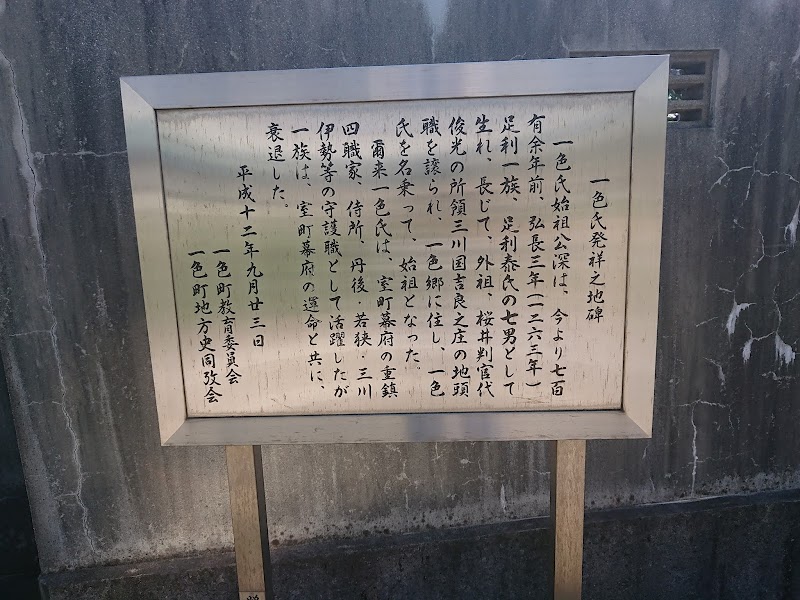 一色氏発祥之地碑
一色氏始祖公深は、今より七百
有余年前、弘長三年(一二六三年)
足利一族、足利泰氏の七男として
生れ、長じて、外祖、桜井判官代
俊光の所領三川国吉良之庄の地頭
職を譲られ、一色郷に住し、一色
氏を名乗って、始祖となった。
爾来一色氏は、室町幕府の重鎮
四職家、侍所、丹後・若狭・三川
伊勢等の守護職として活躍したが
一族は、室町幕府の運命と共に、
衰退した。
平成十二年九月廿三日
一色町教育委員会
一色町地方史同攷会